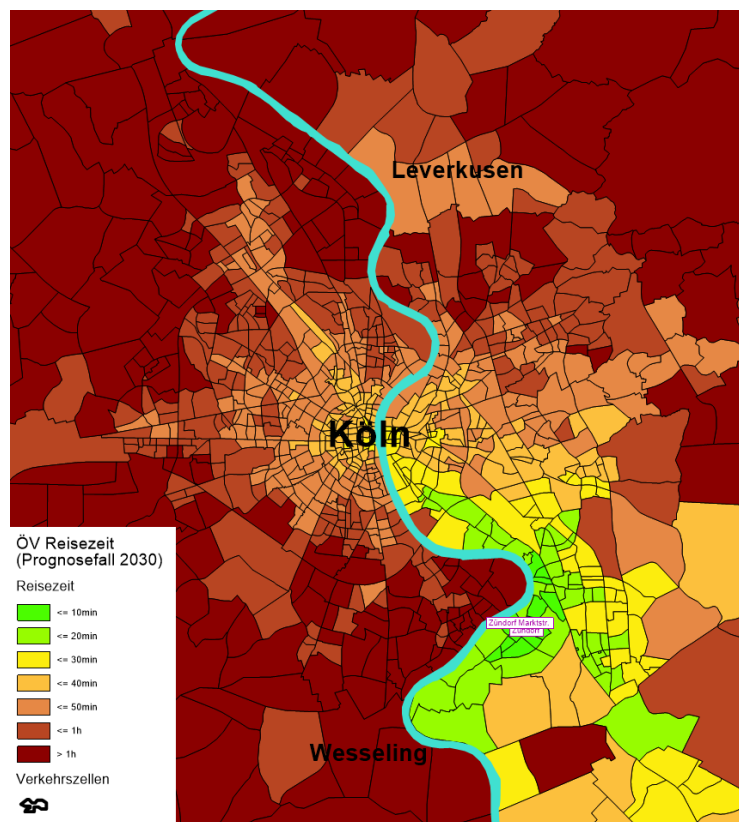 Leverkusen
Köln
ÖV Reisezeit
(Prognosefall 2030)
Reisezeit
<= 10min
<= 20min
<= 30min
<= 40min
<= 50min
<= 1h
> 1h
Verkehrszellen
Zündorf Marktstr.
Zündorf
Wesseling